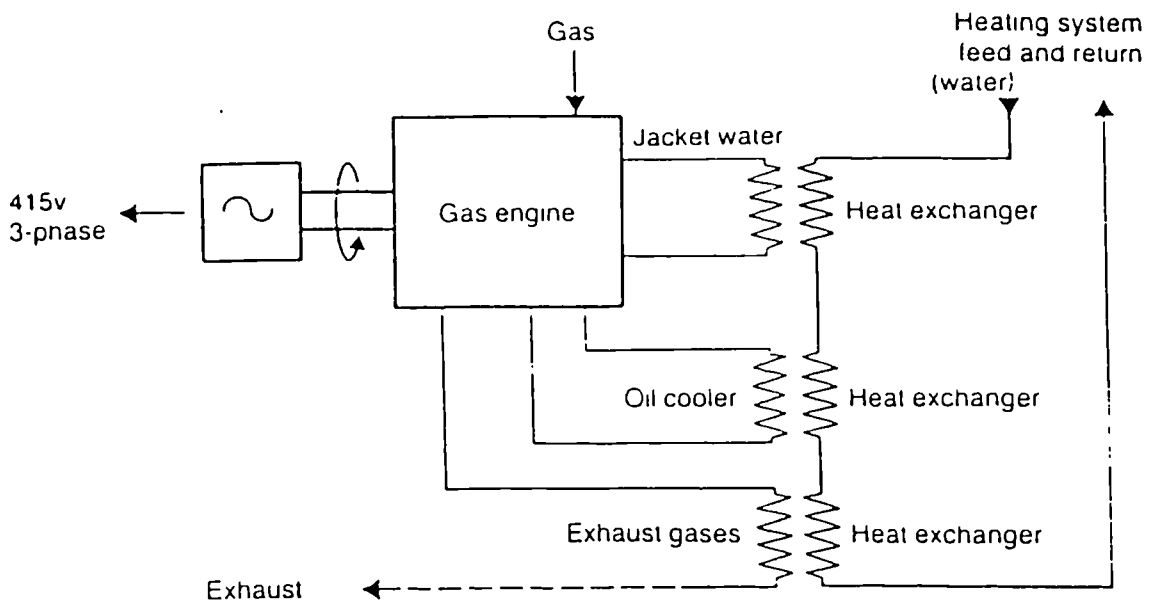 Gas
Heating system
feed and return
(water)
Jacket water
415v
3-phase
Gas engine
Heat exchanger
Oil cooler
Heat exchanger
Exhaust gases
Heat exchanger
Exhaust